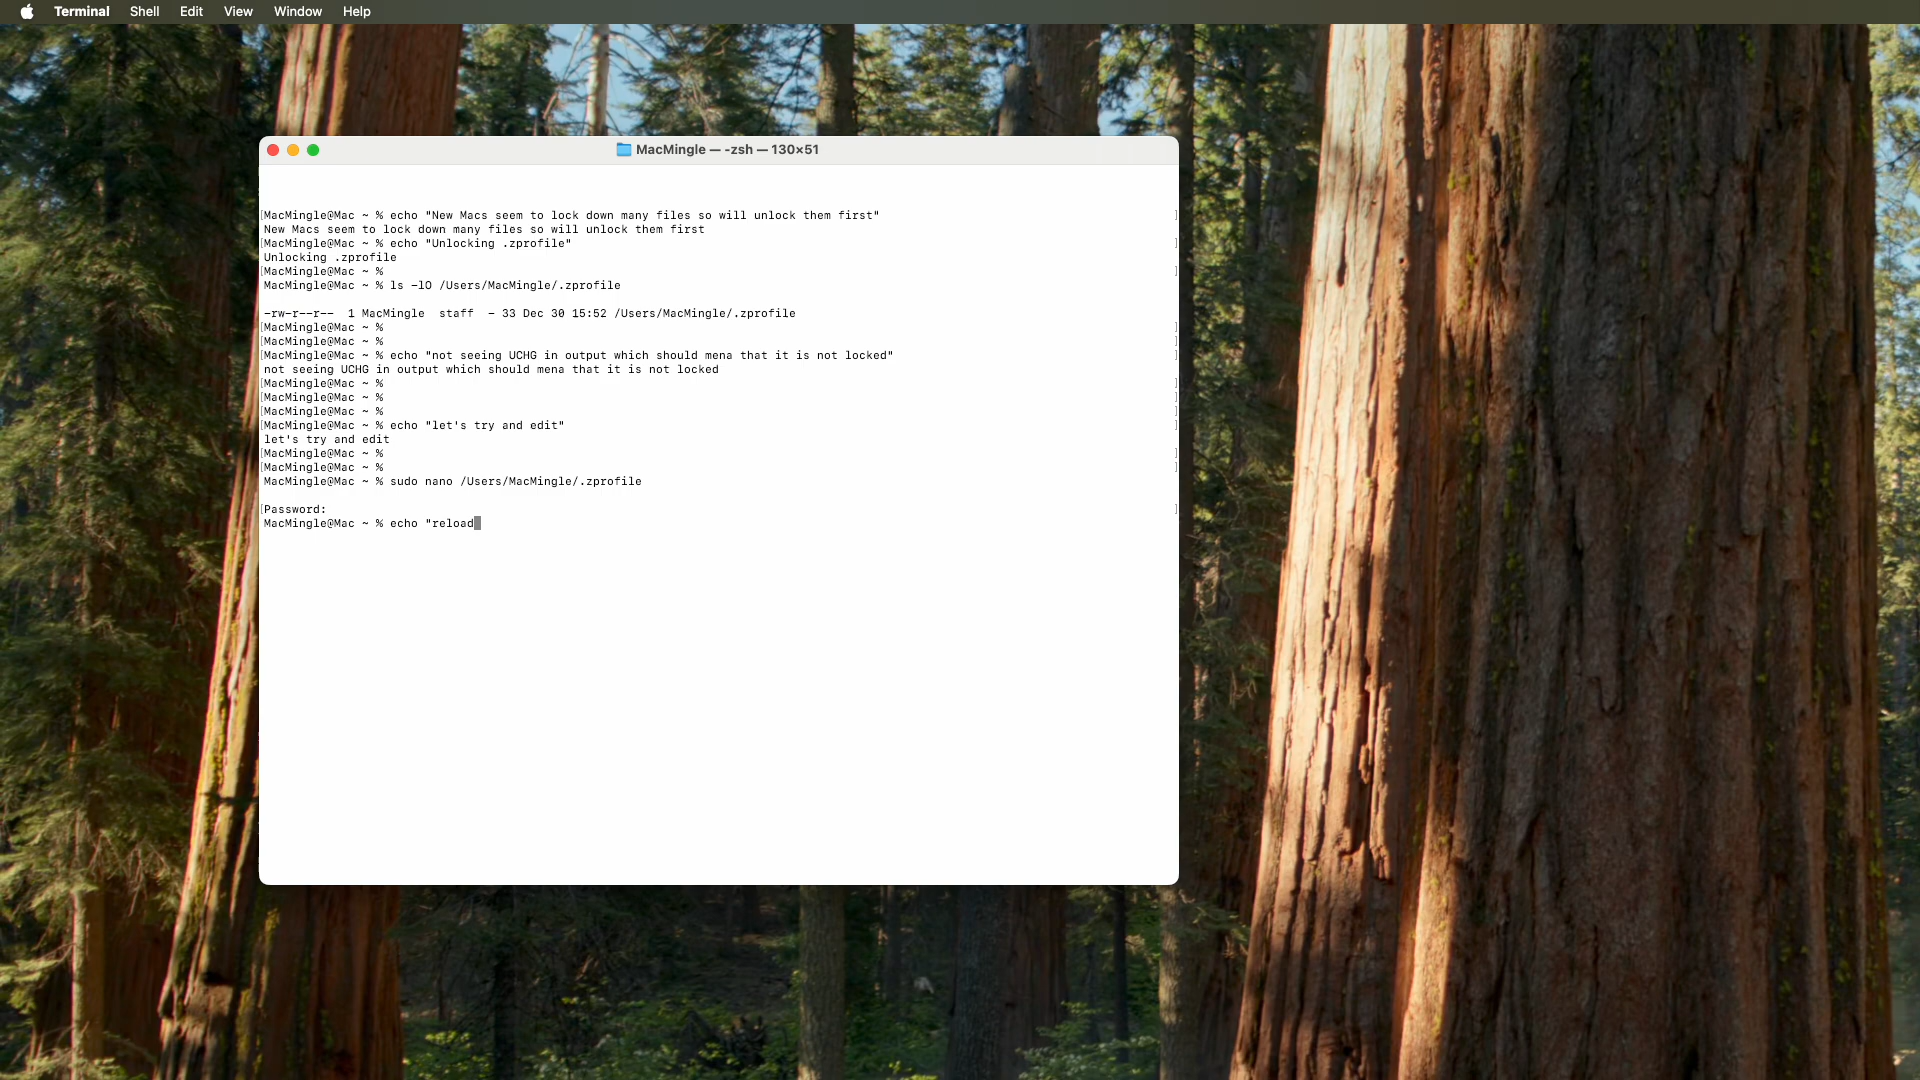 Terminal Shell Edit View Window Help
MacMingle — -zsh — 130×51
[MacMingle@Mac ~ % echo "New Macs seem to lock down many files so will unlock them first" ]
New Macs seem to lock down many files so will unlock them first
[MacMingle@Mac ~ % echo "Unlocking .zprofile" ]
Unlocking .zprofile
[MacMingle@Mac ~ % ]
MacMingle@Mac ~ % ls -lO /Users/MacMingle/.zprofile
-rw-r--r-- 1 MacMingle staff - 33 Dec 30 15:52 /Users/MacMingle/.zprofile
[MacMingle@Mac ~ % ]
[MacMingle@Mac ~ % ]
[MacMingle@Mac ~ % echo "not seeing UCHG in output which should mena that it is not locked" ]
not seeing UCHG in output which should mena that it is not locked
[MacMingle@Mac ~ % ]
[MacMingle@Mac ~ % ]
[MacMingle@Mac ~ % ]
[MacMingle@Mac ~ % echo "let's try and edit" ]
let's try and edit
[MacMingle@Mac ~ % ]
[MacMingle@Mac ~ % ]
MacMingle@Mac ~ % sudo nano /Users/MacMingle/.zprofile
[Password: ]
MacMingle@Mac ~ % echo "reload